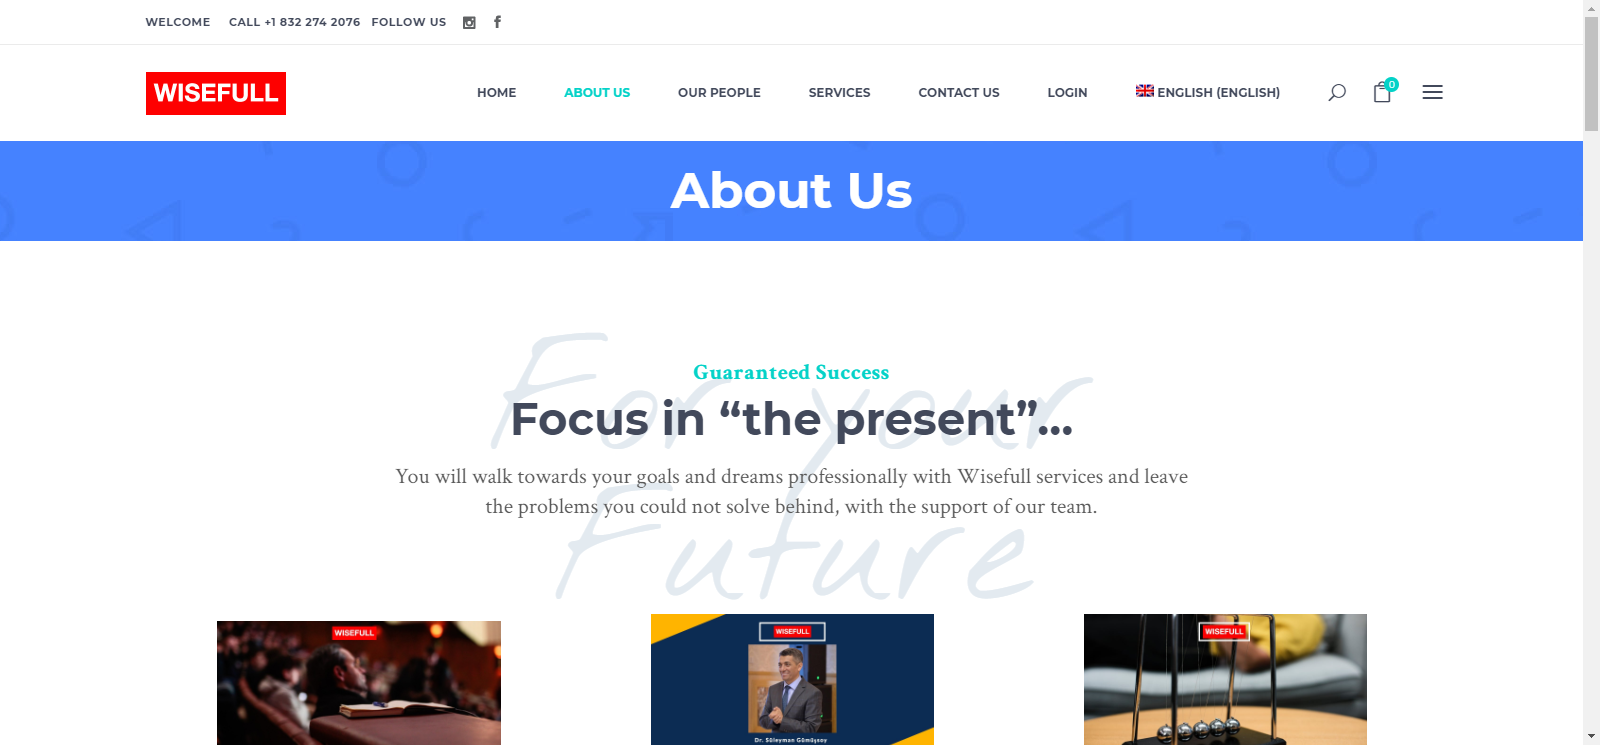 WELCOME CALL +1 832 274 2076 FOLLOW US
WISEFULL
HOME ABOUT US OUR PEOPLE SERVICES CONTACT US LOGIN ENGLISH (ENGLISH) 0
About Us
For your
Future
Guaranteed Success
Focus in “the present”...
You will walk towards your goals and dreams professionally with Wisefull services and leave
the problems you could not solve behind, with the support of our team.
WISEFULL
WISEFULL
Dr. Süleyman Gümüşsoy
WISEFULL